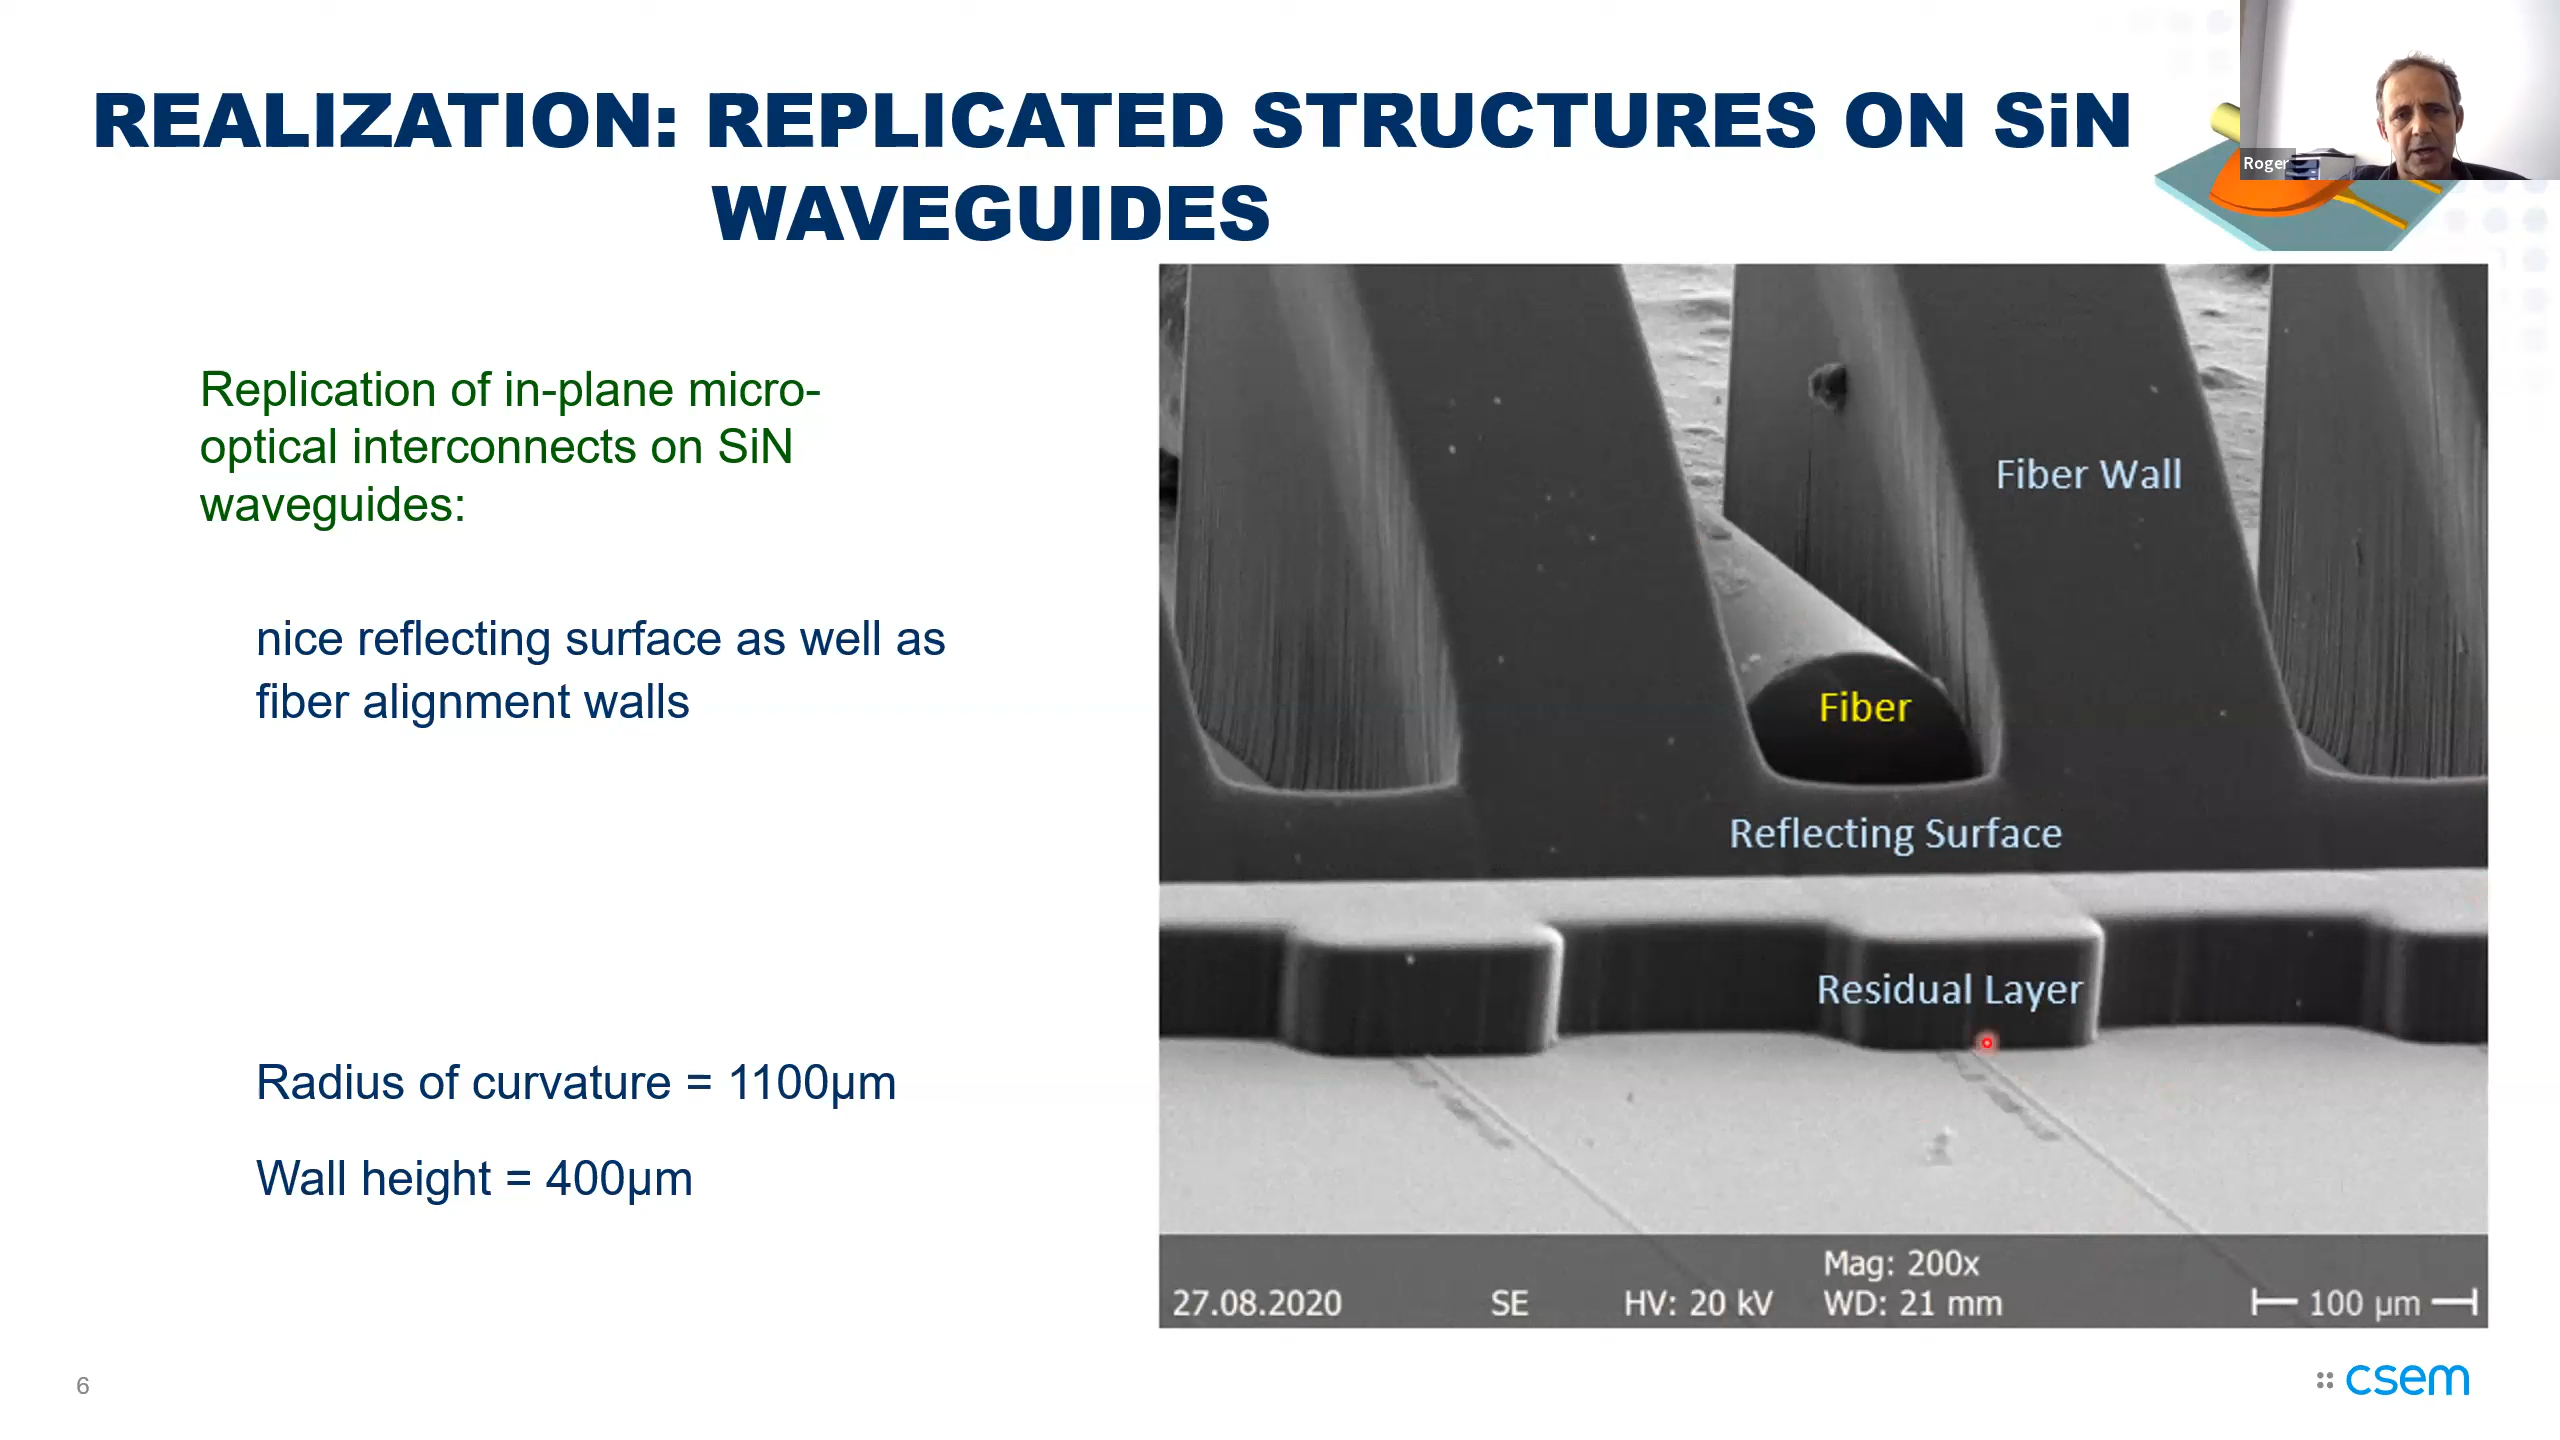 REALIZATION: REPLICATED STRUCTURES ON SiN
WAVEGUIDES
Roger
Replication of in-plane micro-
optical interconnects on SiN
waveguides:
nice reflecting surface as well as
fiber alignment walls
Radius of curvature = 1100µm
Wall height = 400µm
Fiber Wall
Fiber
Reflecting Surface
Residual Layer
Mag: 200x
27.08.2020 SE HV: 20 kV WD: 21 mm 100 µm
6
csem